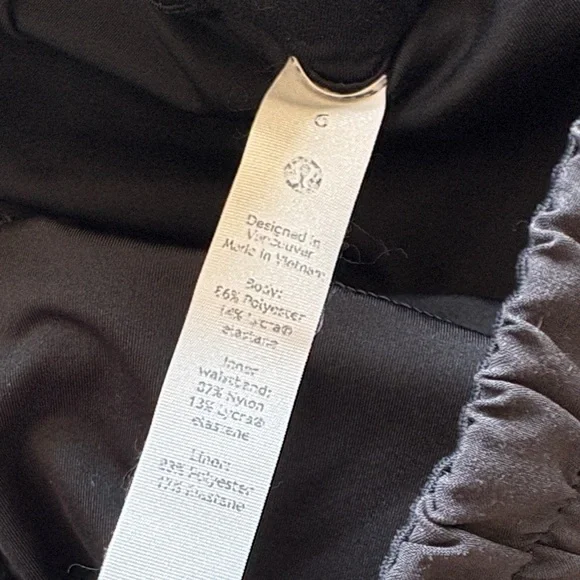 6
Designed in
Vancouver
Made in Vietnam
Body:
86% Polyester
14% Lycra®
elastane
Inner
waistband:
87% Nylon
13% Lycra®
elastane
Liner:
83% Polyester
17% Elastane